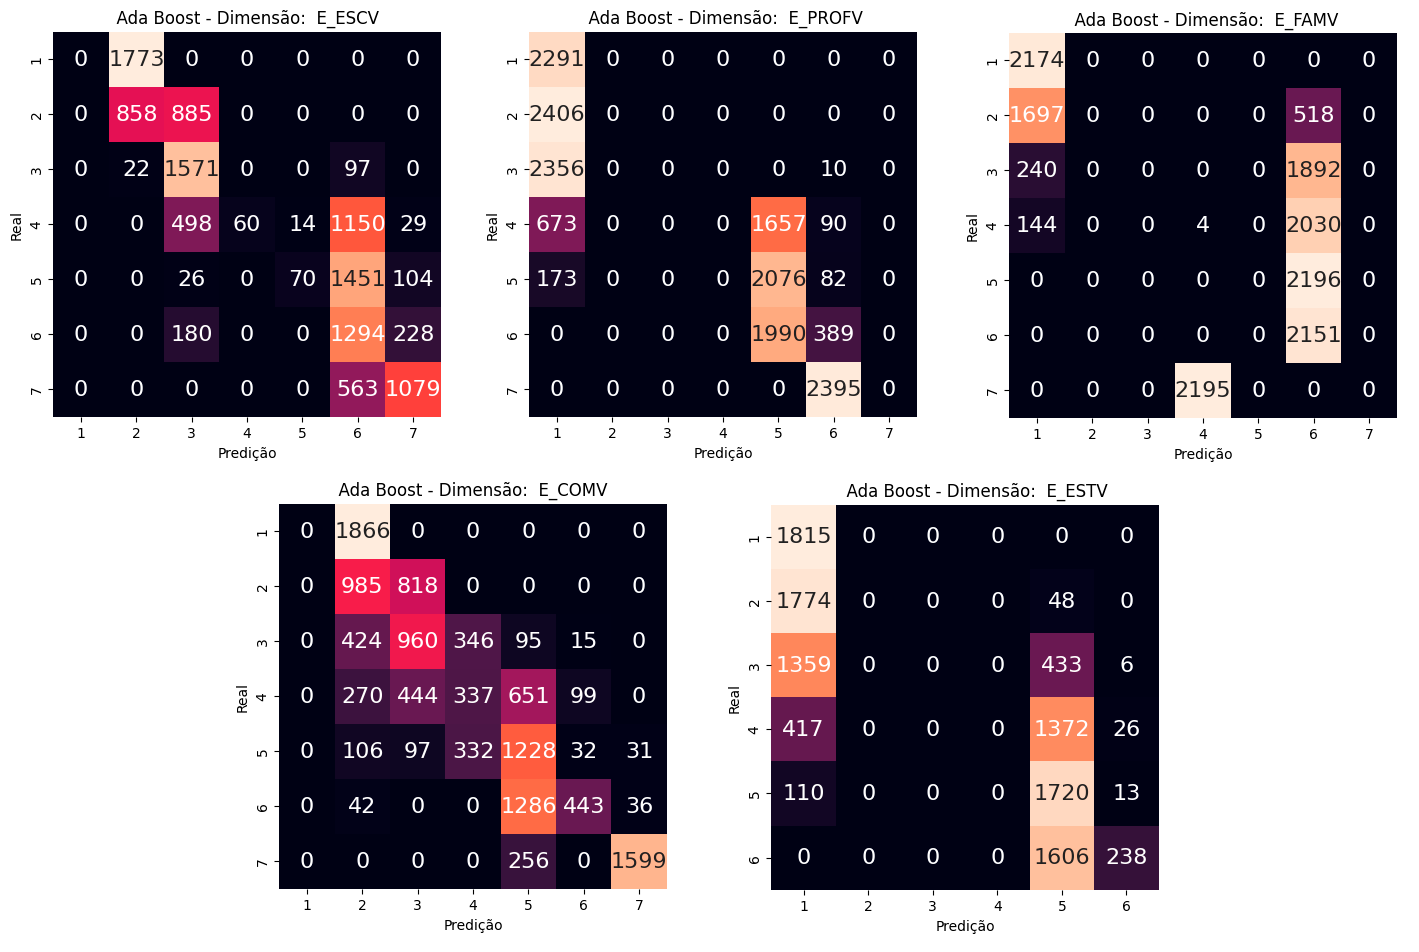 Ada Boost - Dimensão:  E_ESCV
Real
1 0 1773 0 0 0 0 0
2 0 858 885 0 0 0 0
3 0 22 1571 0 0 97 0
4 0 0 498 60 14 1150 29
5 0 0 26 0 70 1451 104
6 0 0 180 0 0 1294 228
7 0 0 0 0 0 563 1079
1 2 3 4 5 6 7
Predição
Ada Boost - Dimensão:  E_PROFV
Real
1 2291 0 0 0 0 0 0
2 2406 0 0 0 0 0 0
3 2356 0 0 0 0 10 0
4 673 0 0 0 1657 90 0
5 173 0 0 0 2076 82 0
6 0 0 0 0 1990 389 0
7 0 0 0 0 0 2395 0
1 2 3 4 5 6 7
Predição
Ada Boost - Dimensão:  E_FAMV
Real
1 2174 0 0 0 0 0 0
2 1697 0 0 0 0 518 0
3 240 0 0 0 0 1892 0
4 144 0 0 4 0 2030 0
5 0 0 0 0 0 2196 0
6 0 0 0 0 0 2151 0
7 0 0 0 2195 0 0 0
1 2 3 4 5 6 7
Predição
Ada Boost - Dimensão:  E_COMV
Real
1 0 1866 0 0 0 0 0
2 0 985 818 0 0 0 0
3 0 424 960 346 95 15 0
4 0 270 444 337 651 99 0
5 0 106 97 332 1228 32 31
6 0 42 0 0 1286 443 36
7 0 0 0 0 256 0 1599
1 2 3 4 5 6 7
Predição
Ada Boost - Dimensão:  E_ESTV
Real
1 1815 0 0 0 0 0
2 1774 0 0 0 48 0
3 1359 0 0 0 433 6
4 417 0 0 0 1372 26
5 110 0 0 0 1720 13
6 0 0 0 0 1606 238
1 2 3 4 5 6
Predição